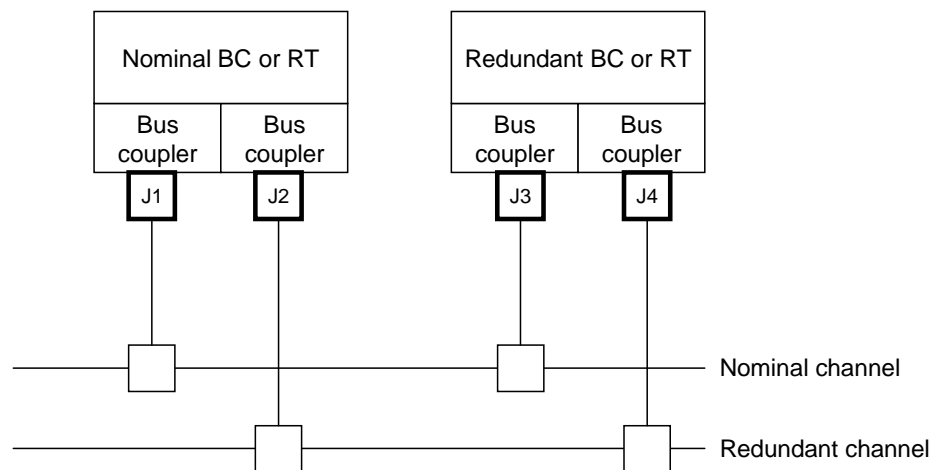 Nominal BC or RT
Redundant BC or RT
Bus
coupler
Bus
coupler
Bus
coupler
Bus
coupler
J1
J2
J3
J4
Nominal channel
Redundant channel